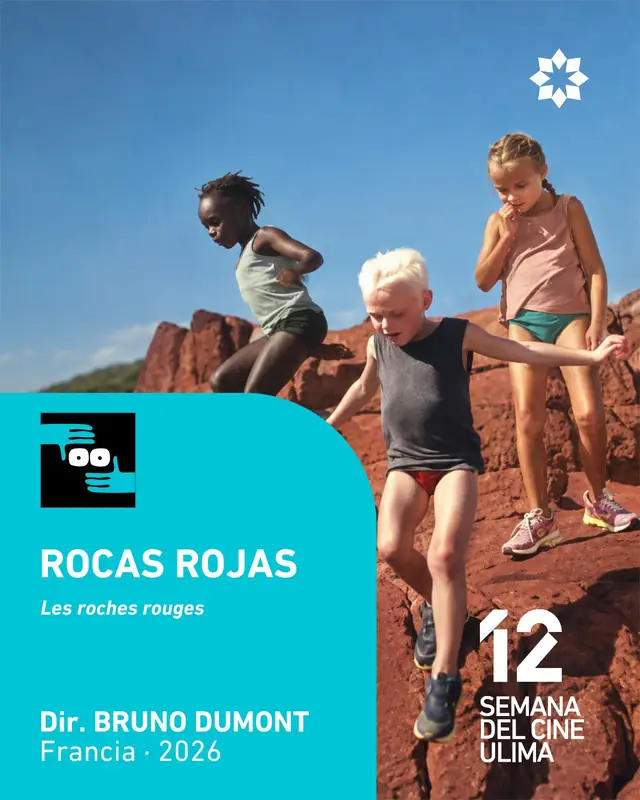 ROCAS ROJAS
Les roches rouges
Dir. BRUNO DUMONT
Francia · 2026
12
SEMANA
DEL CINE
ULIMA